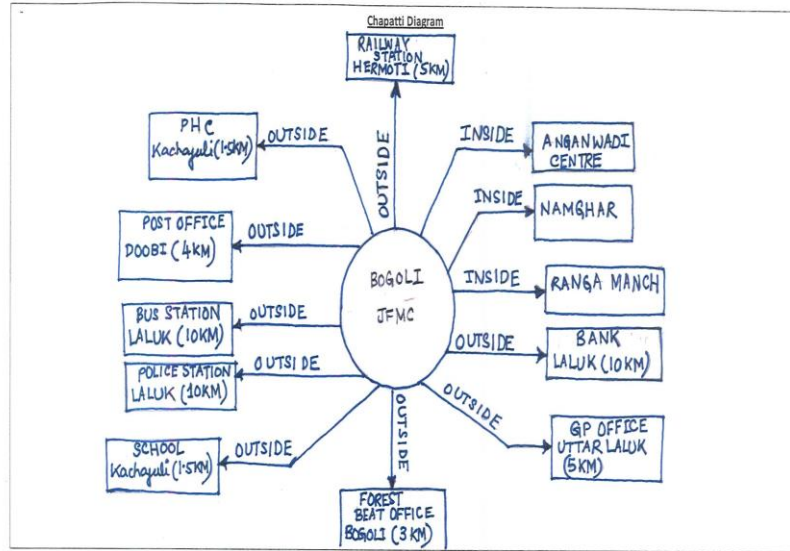 Chapatti Diagram
RAILWAY
STATION
HERMOTI (5KM)
PHC
Kachajuli (1.5KM)
OUTSIDE
OUTSIDE
INSIDE
ANGANWADI
CENTRE
INSIDE
NAMGHAR
POST OFFICE
DOOBI (4KM)
OUTSIDE
BOGOLI
JFMC
INSIDE
RANGA MANCH
BUS STATION
LALUK (10KM)
OUTSIDE
OUTSIDE
BANK
LALUK (10KM)
POLICE STATION
LALUK (10KM)
OUTSIDE
OUTSIDE
OUTSIDE
GP OFFICE
UTTAR LALUK
(5KM)
SCHOOL
Kachajuli (1.5KM)
OUTSIDE
FOREST
BEAT OFFICE
BOGOLI (3 KM)